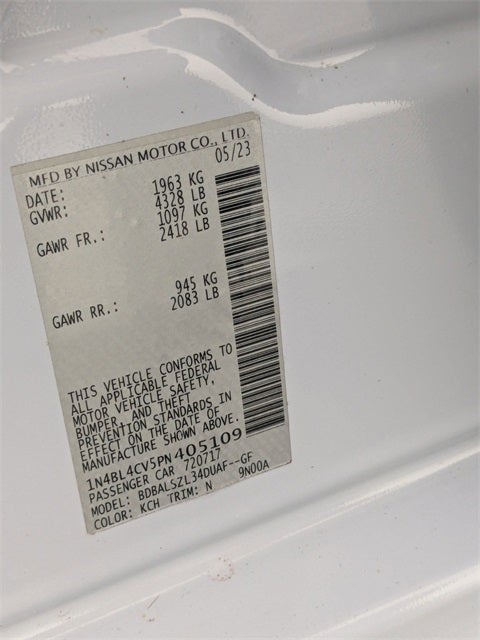 MFD BY NISSAN MOTOR CO., LTD.
DATE: 05/23
GVWR: 1963 KG
4328 LB
GAWR FR.: 1097 KG
2418 LB
GAWR RR.: 945 KG
2083 LB
THIS VEHICLE CONFORMS TO
ALL APPLICABLE FEDERAL
MOTOR VEHICLE SAFETY,
BUMPER, AND THEFT
PREVENTION STANDARDS IN
EFFECT ON THE DATE OF
MANUFACTURE SHOWN ABOVE.
1N4BL4CV5PN405109
PASSENGER CAR 720717
MODEL: BDBALSZL34DUAF--GF
COLOR: KCH TRIM: N 9N00A